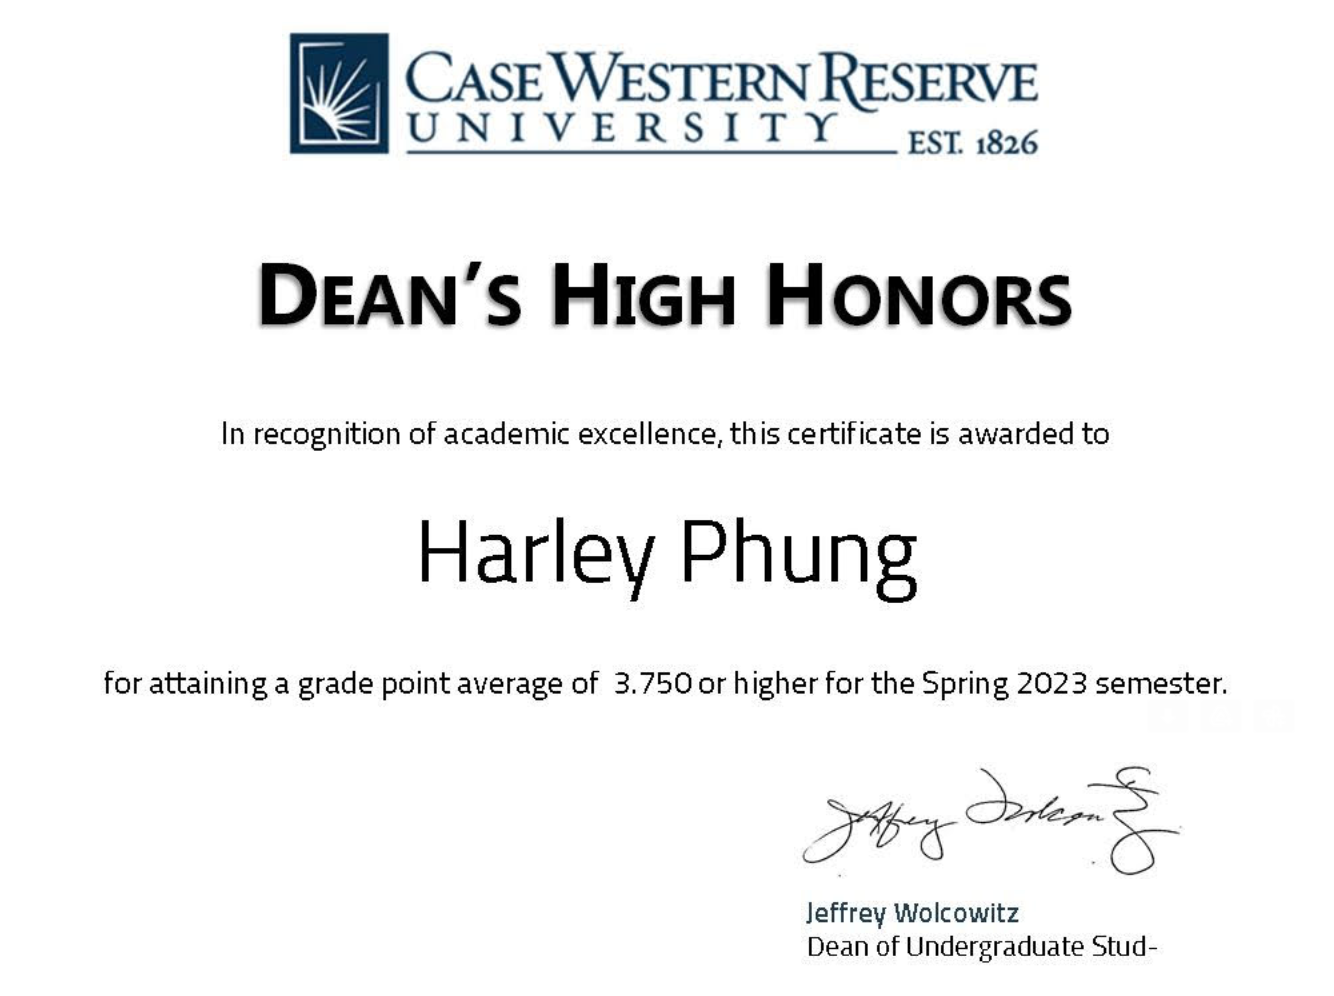 CASE WESTERN RESERVE
UNIVERSITY EST. 1826
DEAN'S HIGH HONORS
In recognition of academic excellence, this certificate is awarded to
Harley Phung
for attaining a grade point average of 3.750 or higher for the Spring 2023 semester.
Jeffrey Wolcowitz
Jeffrey Wolcowitz
Dean of Undergraduate Stud-